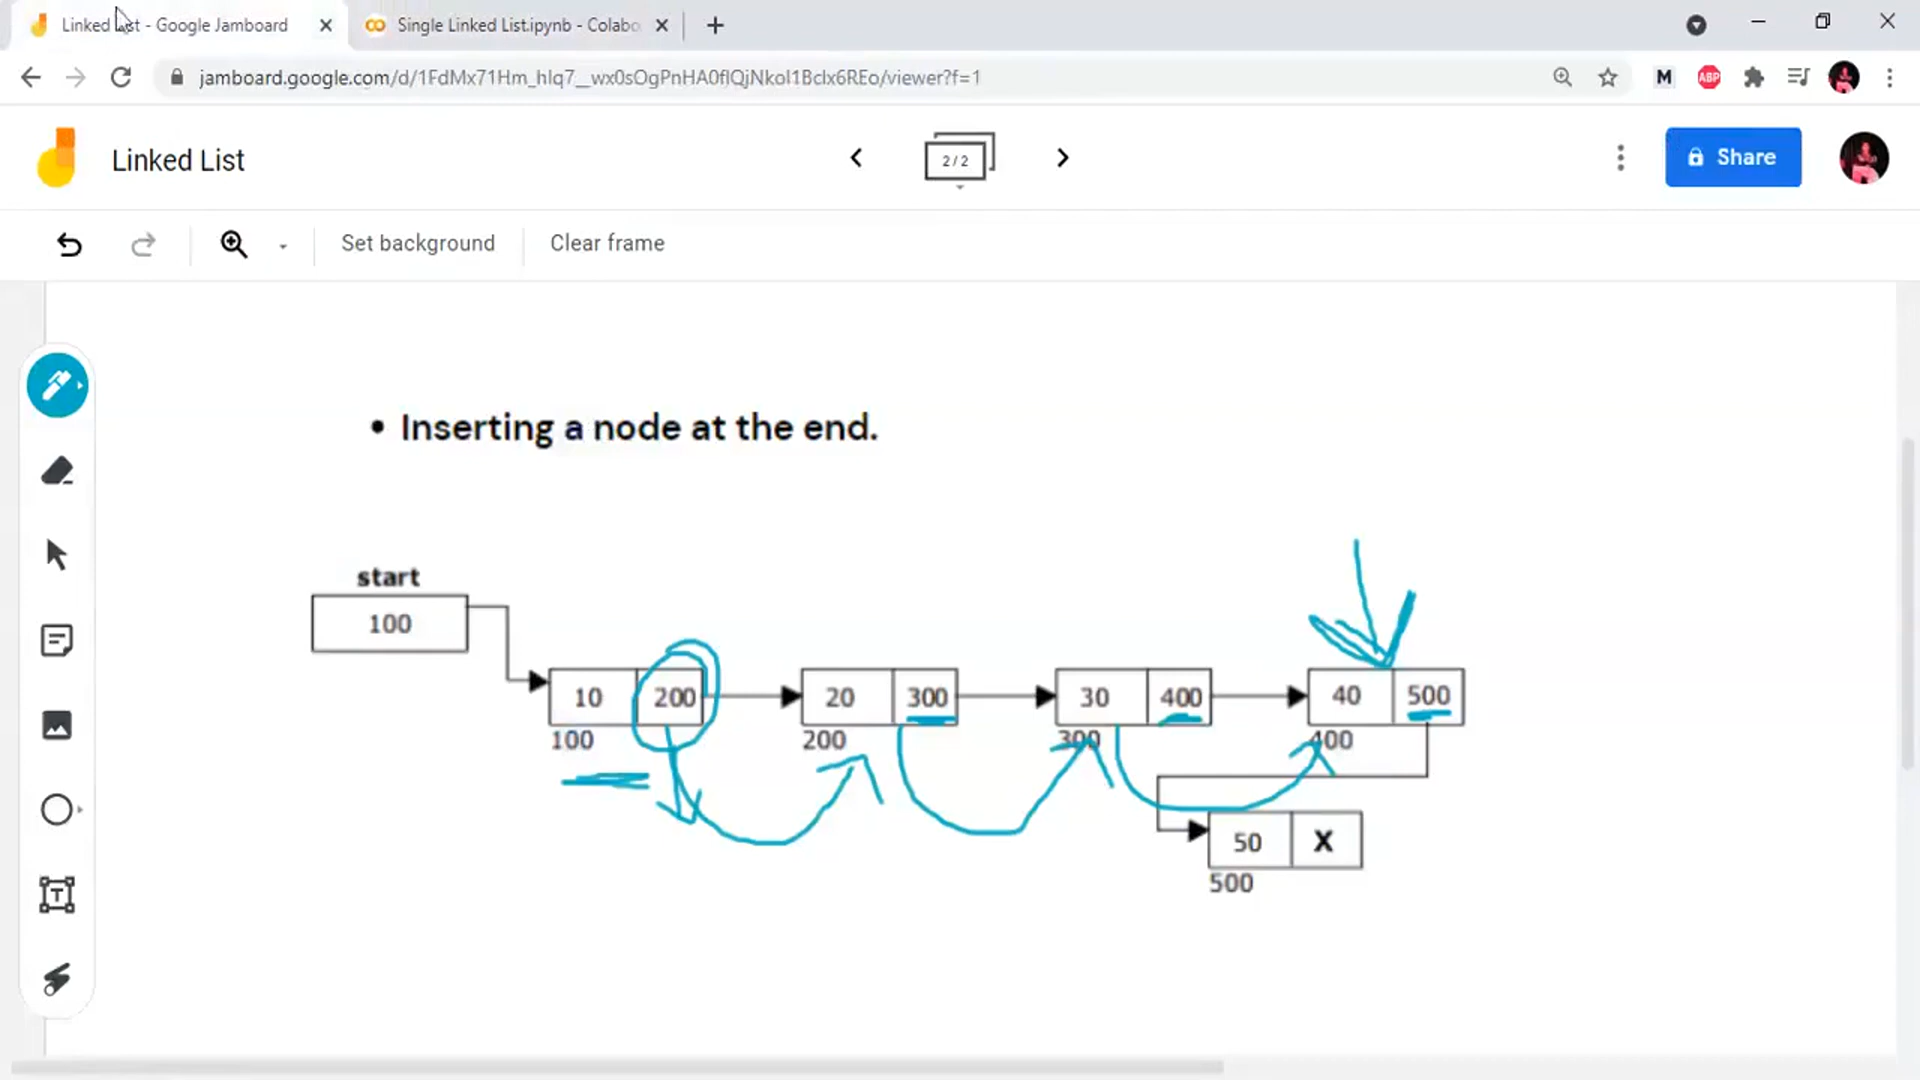 Linked List - Google Jamboard
Single Linked List.ipynb - Colabo
jamboard.google.com/d/1FdMx71Hm_hIq7__wx0sOgPnHA0flQjNkoI1BcIx6REo/viewer?f=1
M
ABP
Linked List
2 / 2
Share
Set background
Clear frame
• Inserting a node at the end.
start
100
10 200 20 300 30 400 40 500
100 200 300 400
50 X
500